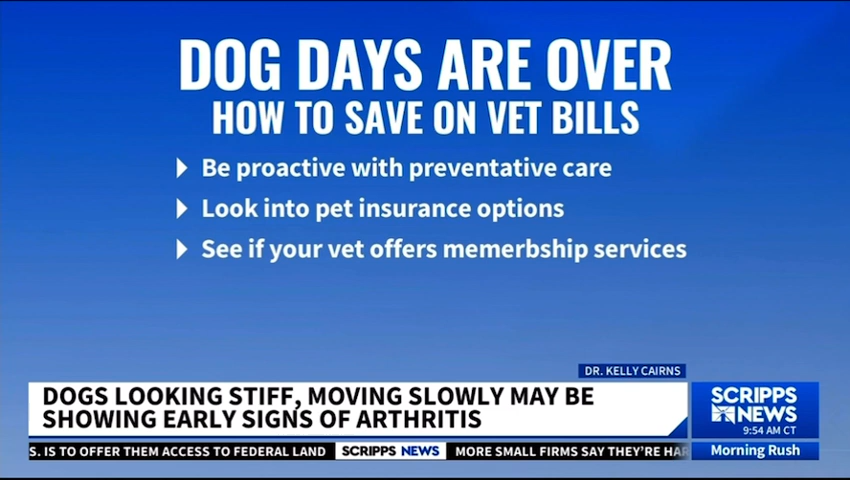 DOG DAYS ARE OVER
HOW TO SAVE ON VET BILLS
Be proactive with preventative care
Look into pet insurance options
See if your vet offers memerbship services
DR. KELLY CAIRNS
DOGS LOOKING STIFF, MOVING SLOWLY MAY BE
SHOWING EARLY SIGNS OF ARTHRITIS
SCRIPPS
NEWS
9:54 AM CT
Morning Rush
S. IS TO OFFER THEM ACCESS TO FEDERAL LAND SCRIPPS NEWS MORE SMALL FIRMS SAY THEY'RE HAR